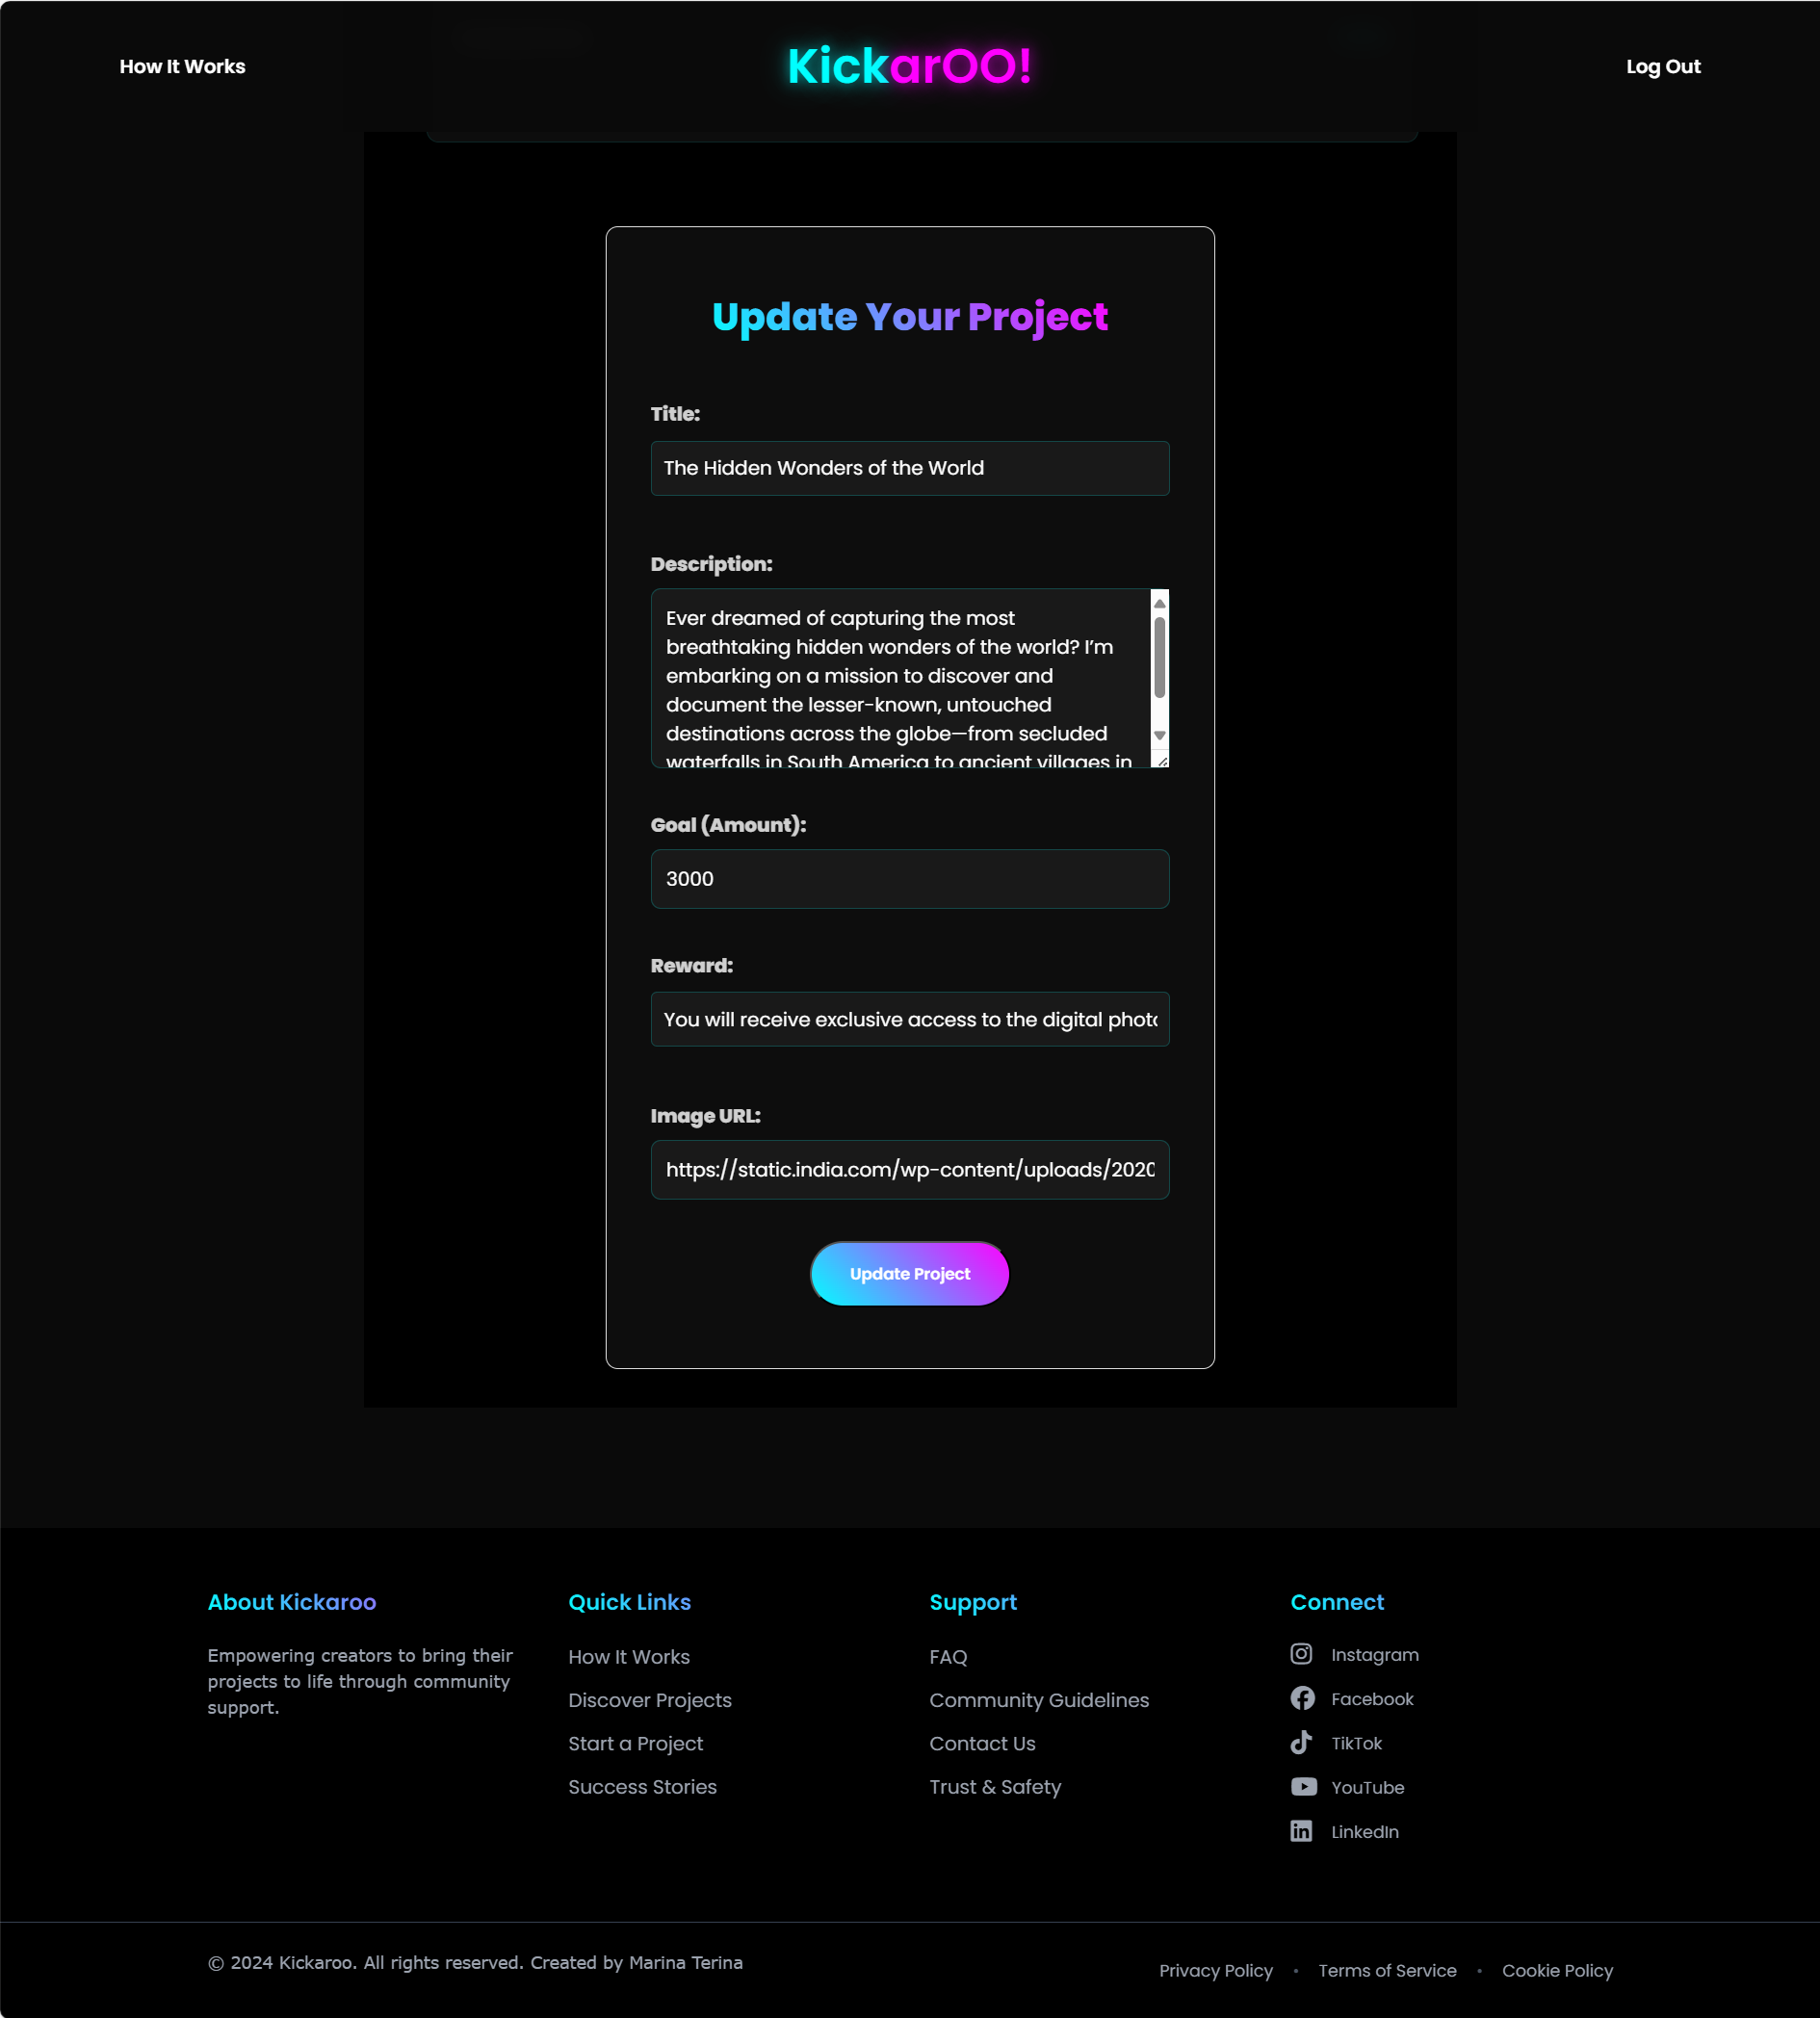 How It Works
KickarOO!
Log Out
Update Your Project
Title:
The Hidden Wonders of the World
Description:
Ever dreamed of capturing the most
breathtaking hidden wonders of the world? I’m
embarking on a mission to discover and
document the lesser-known, untouched
destinations across the globe—from secluded
waterfalls in South America to ancient villages in
Goal (Amount):
3000
Reward:
You will receive exclusive access to the digital photo
Image URL:
https://static.india.com/wp-content/uploads/2020
Update Project
About Kickaroo
Empowering creators to bring their
projects to life through community
support.
Quick Links
How It Works
Discover Projects
Start a Project
Success Stories
Support
FAQ
Community Guidelines
Contact Us
Trust & Safety
Connect
Instagram
Facebook
TikTok
YouTube
LinkedIn
© 2024 Kickaroo. All rights reserved. Created by Marina Terina
Privacy Policy • Terms of Service • Cookie Policy